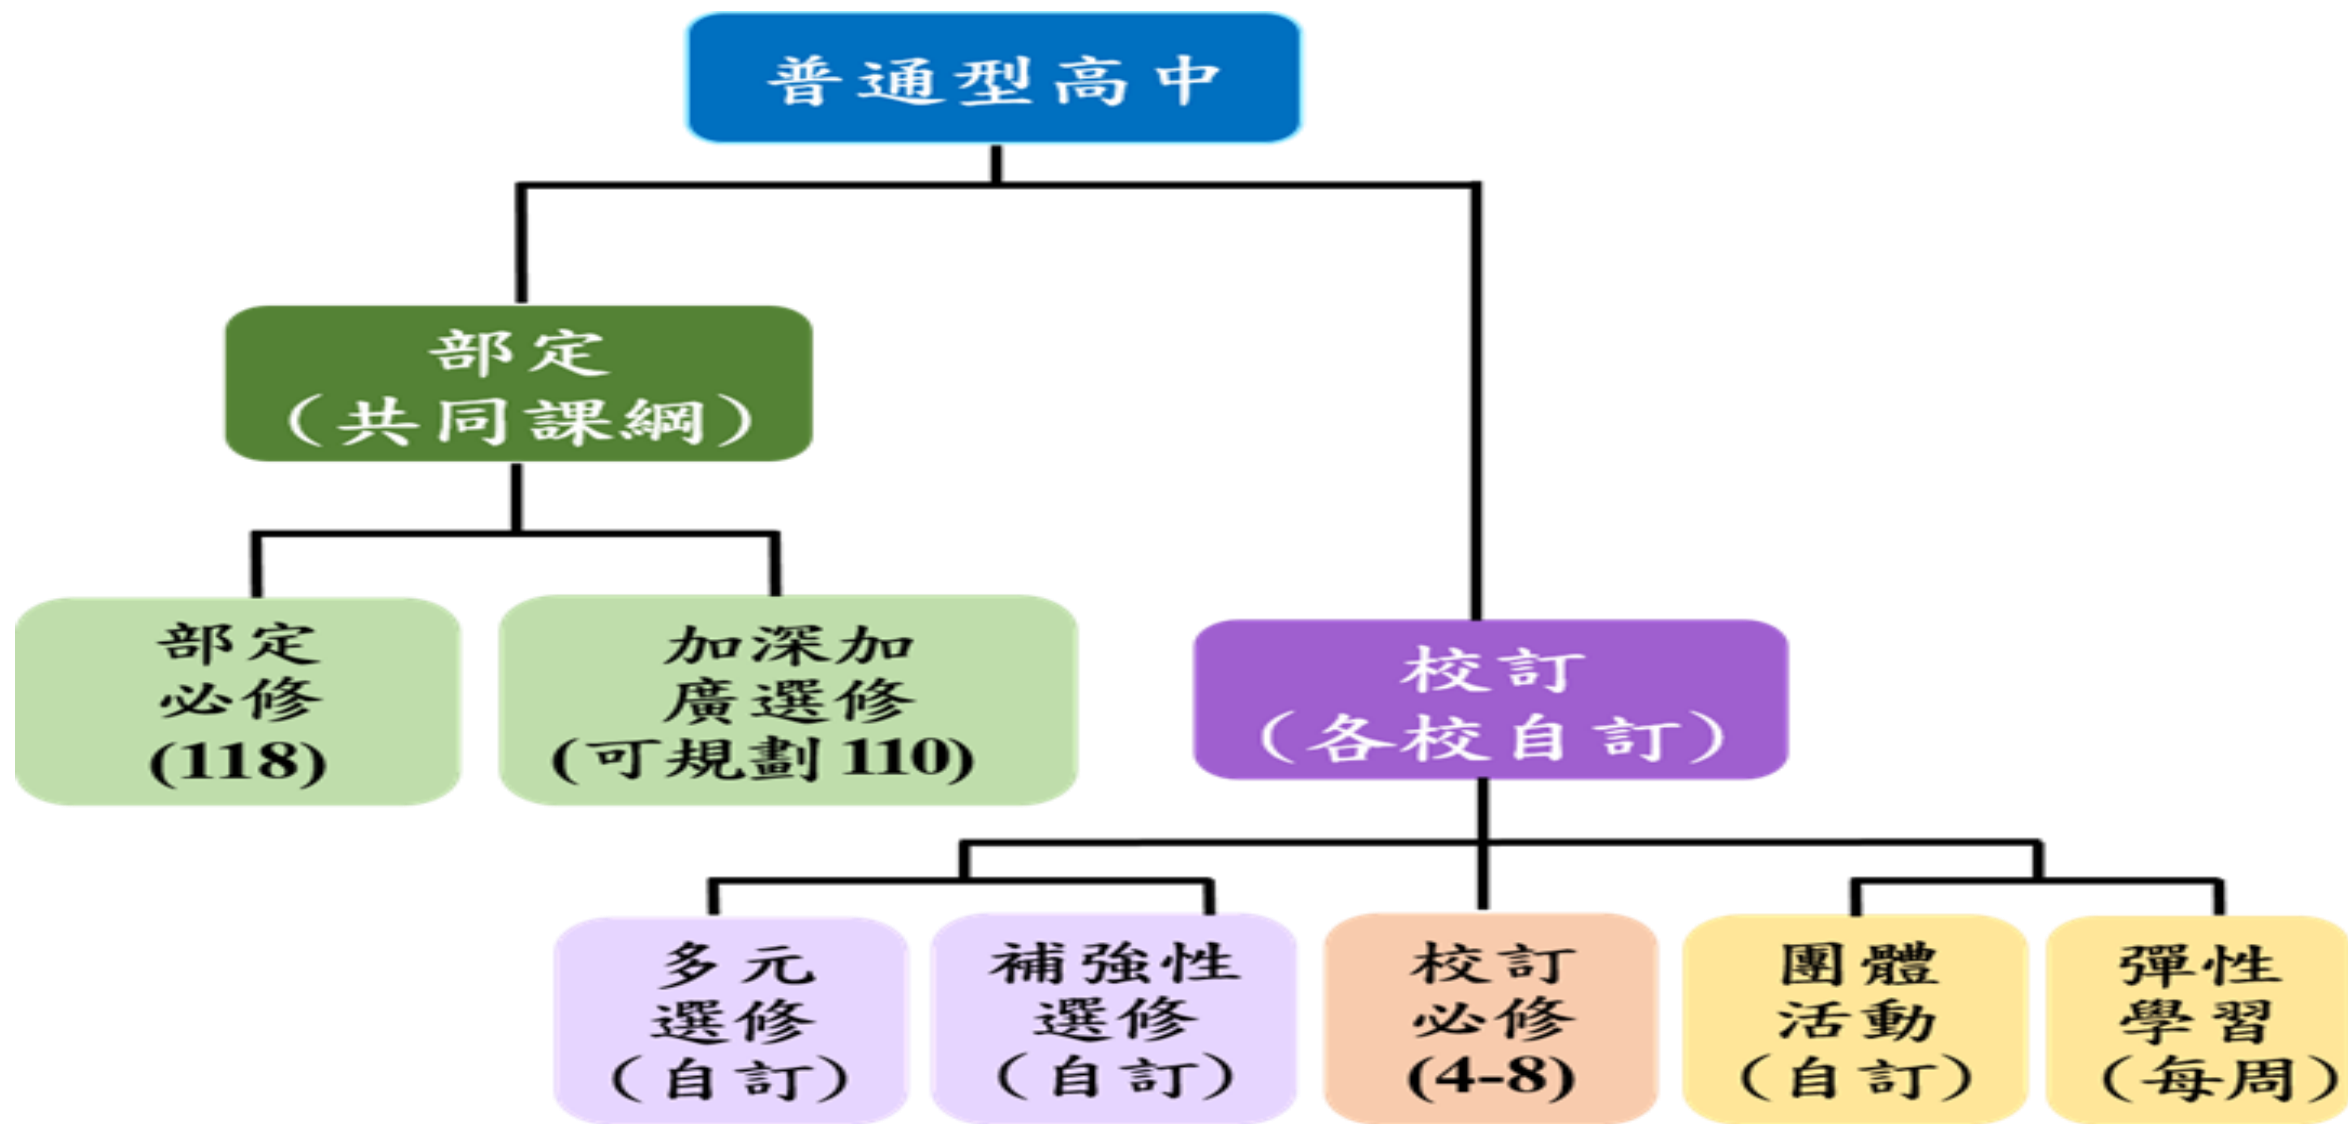 普通型高中
部定
（共同課綱）
部定
必修
(118)
加深加
廣選修
(可規劃 110)
校訂
（各校自訂）
多元
選修
（自訂）
補強性
選修
（自訂）
校訂
必修
(4-8)
團體
活動
（自訂）
彈性
學習
（每周）